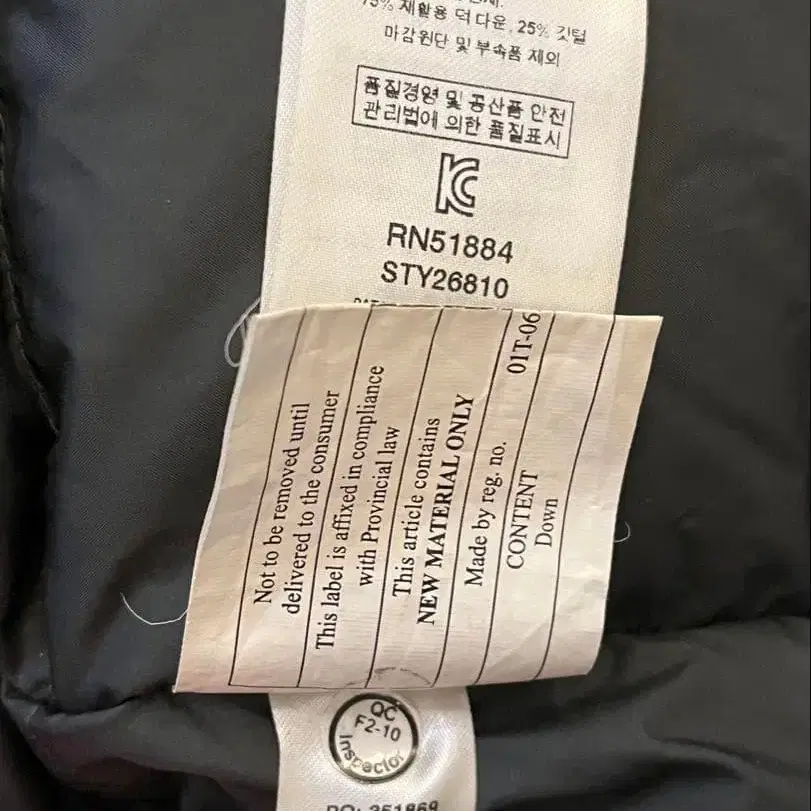 75% 재활용 덕다운, 25% 깃털
마감원단 및 부속품 제외
품질경영 및 공산품 안전
관리법에 의한 품질표시
RN51884
STY26810
Not to be removed until
delivered to the consumer
This label is affixed in compliance
with Provincial law
This article contains
NEW MATERIAL ONLY
Made by reg. no. 01T-06
CONTENT
Down
QC
F2-10
Inspector
PO: 351869